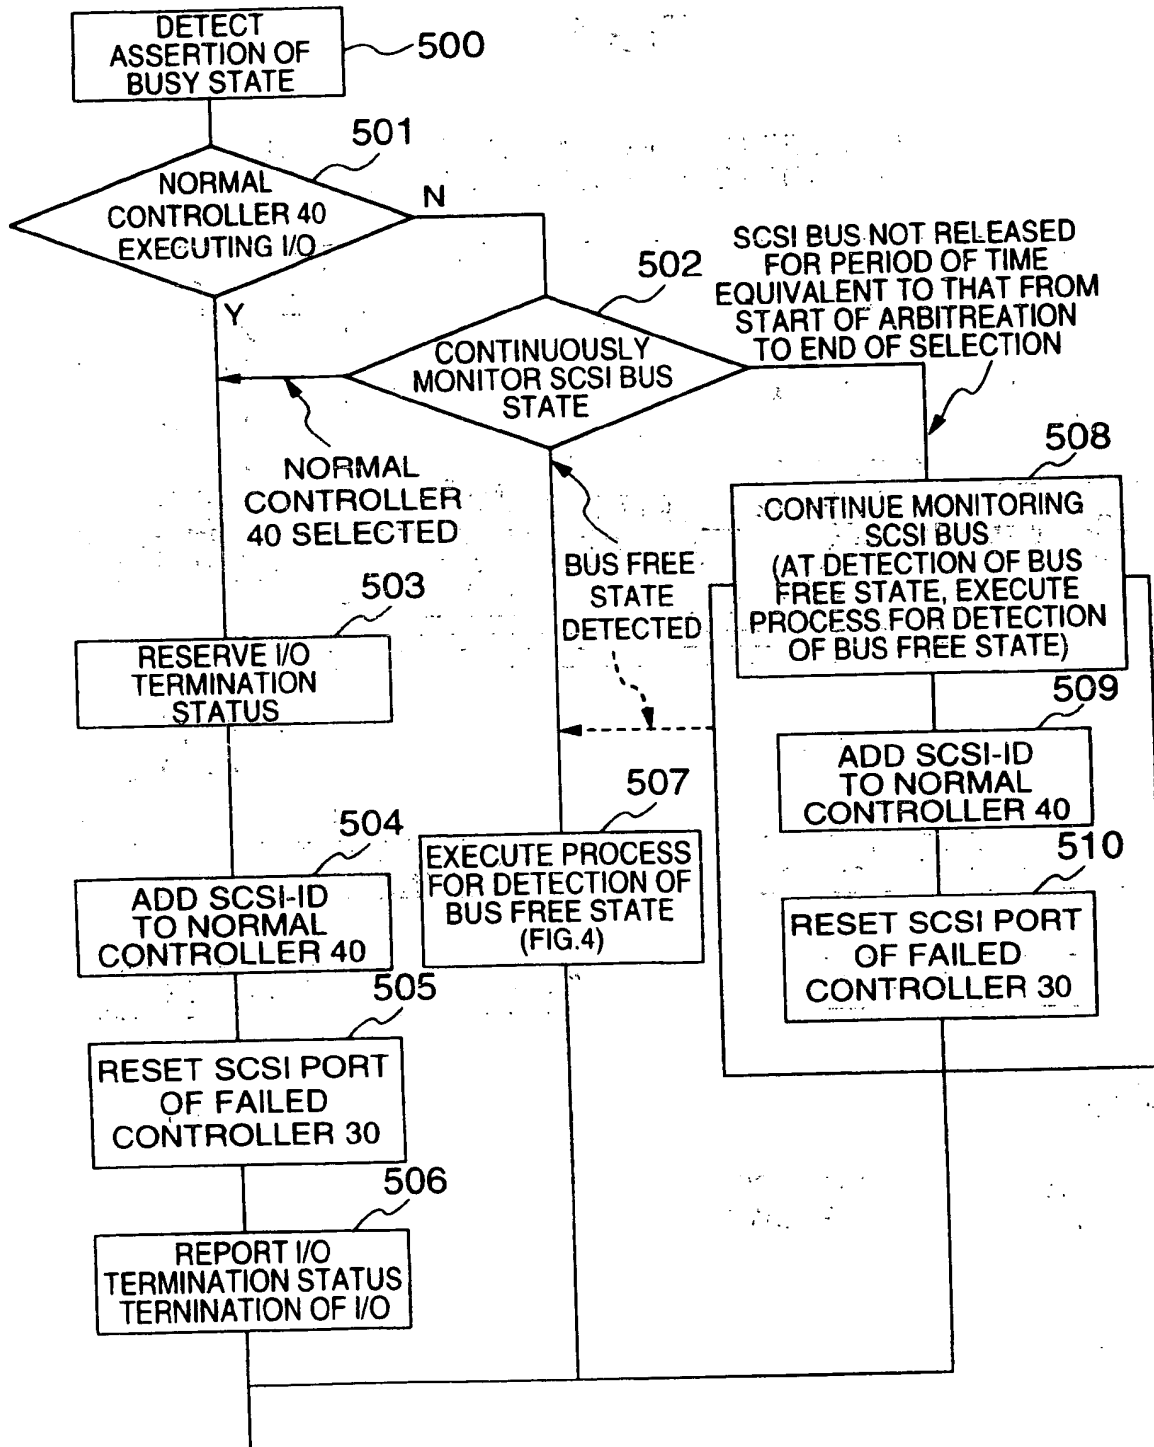 DETECT
ASSERTION OF
BUSY STATE
500
501
NORMAL
CONTROLLER 40
EXECUTING I/O
N
Y
502
CONTINUOUSLY
MONITOR SCSI BUS
STATE
SCSI BUS NOT RELEASED
FOR PERIOD OF TIME
EQUIVALENT TO THAT FROM
START OF ARBITREATION
TO END OF SELECTION
NORMAL
CONTROLLER
40 SELECTED
BUS FREE
STATE
DETECTED
508
CONTINUE MONITORING
SCSI BUS
(AT DETECTION OF BUS
FREE STATE, EXECUTE
PROCESS FOR DETECTION
OF BUS FREE STATE)
503
RESERVE I/O
TERMINATION
STATUS
509
ADD SCSI-ID
TO NORMAL
CONTROLLER 40
504
ADD SCSI-ID
TO NORMAL
CONTROLLER 40
507
EXECUTE PROCESS
FOR DETECTION OF
BUS FREE STATE
(FIG.4)
510
RESET SCSI PORT
OF FAILED
CONTROLLER 30
505
RESET SCSI PORT
OF FAILED
CONTROLLER 30
506
REPORT I/O
TERMINATION STATUS
TERNINATION OF I/O